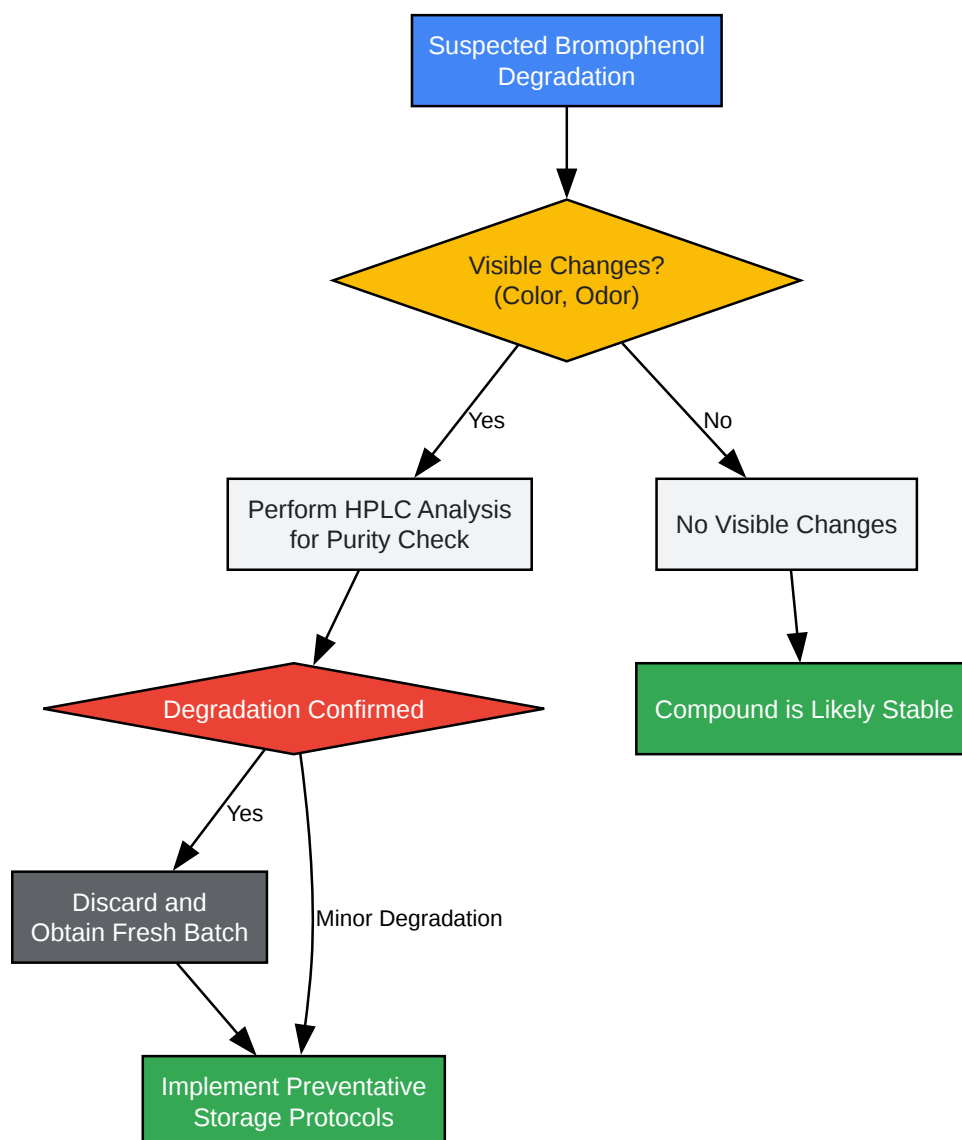 Suspected Bromophenol
Degradation
Visible Changes?
(Color, Odor)
Yes
No
Perform HPLC Analysis
for Purity Check
No Visible Changes
Degradation Confirmed
Compound is Likely Stable
Yes
Discard and
Obtain Fresh Batch
Minor Degradation
Implement Preventative
Storage Protocols